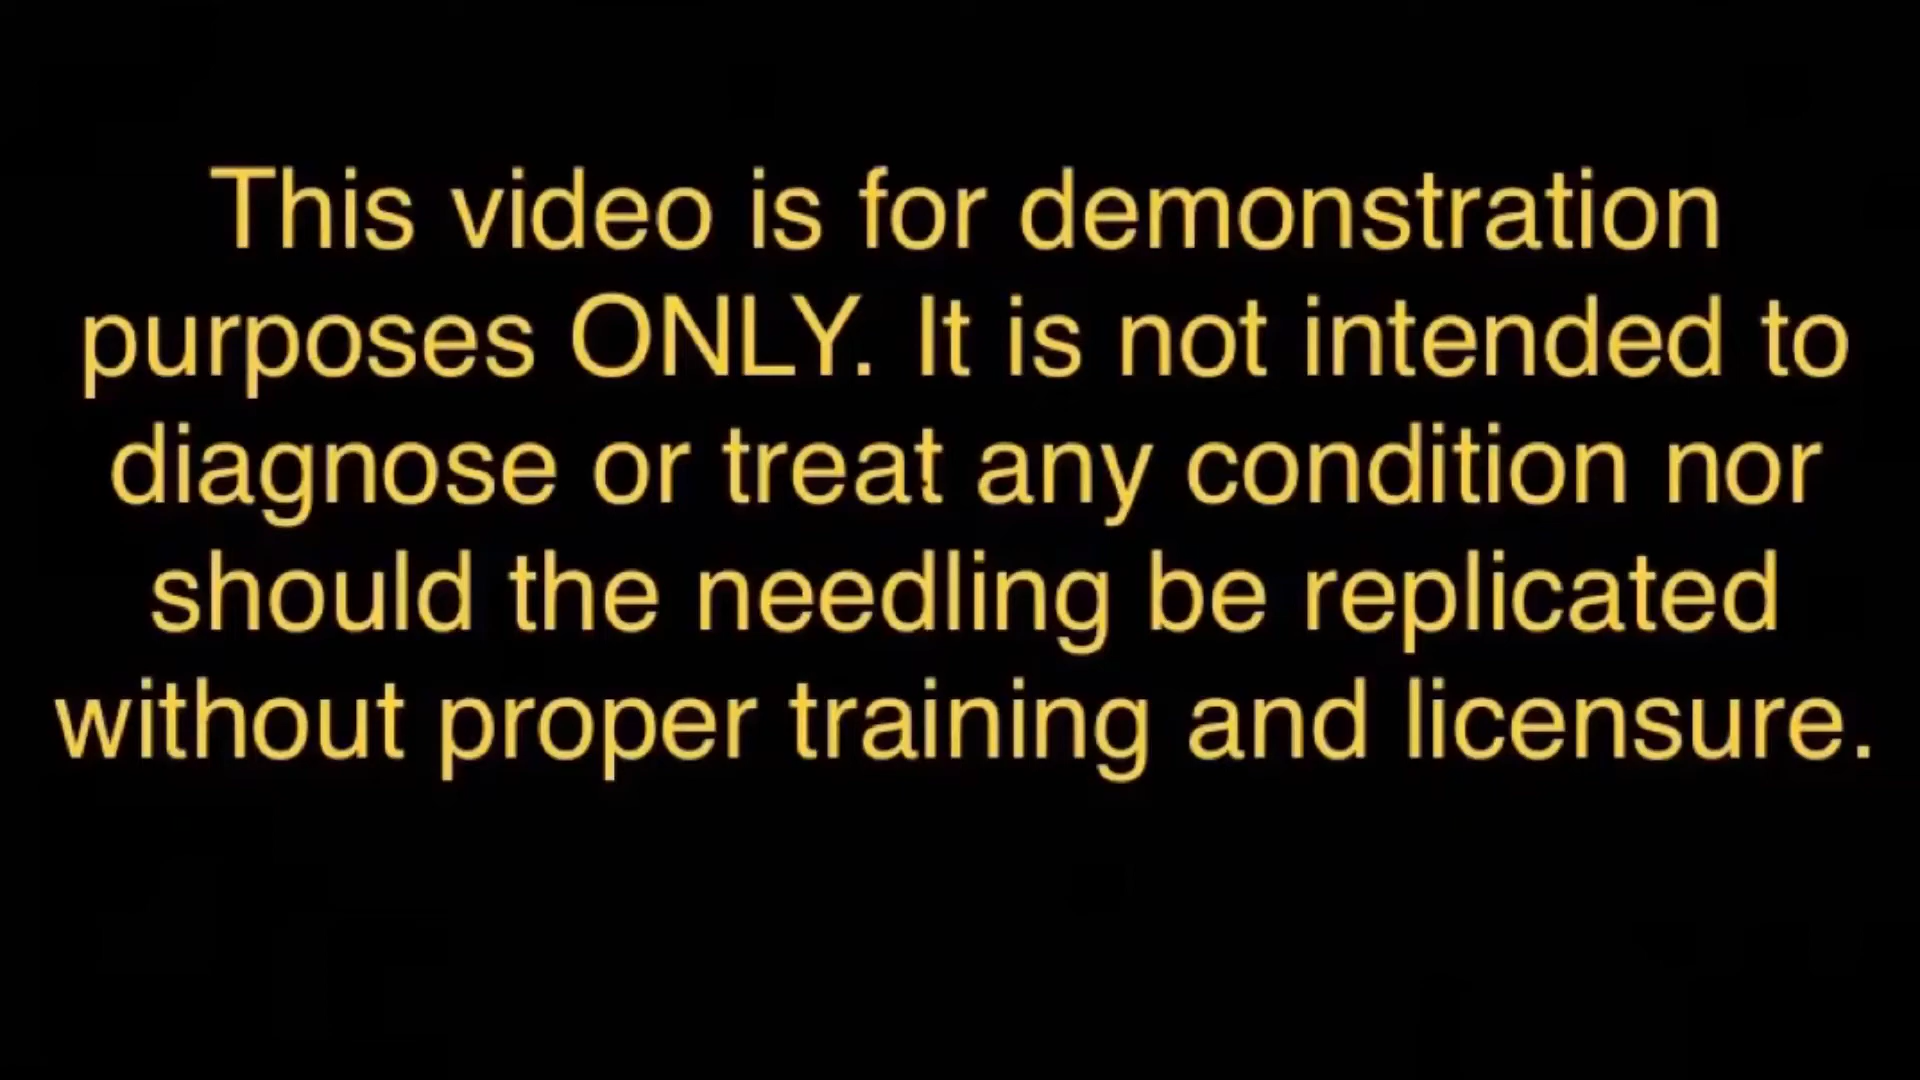 This video is for demonstration
purposes ONLY. It is not intended to
diagnose or treat any condition nor
should the needling be replicated
without proper training and licensure.